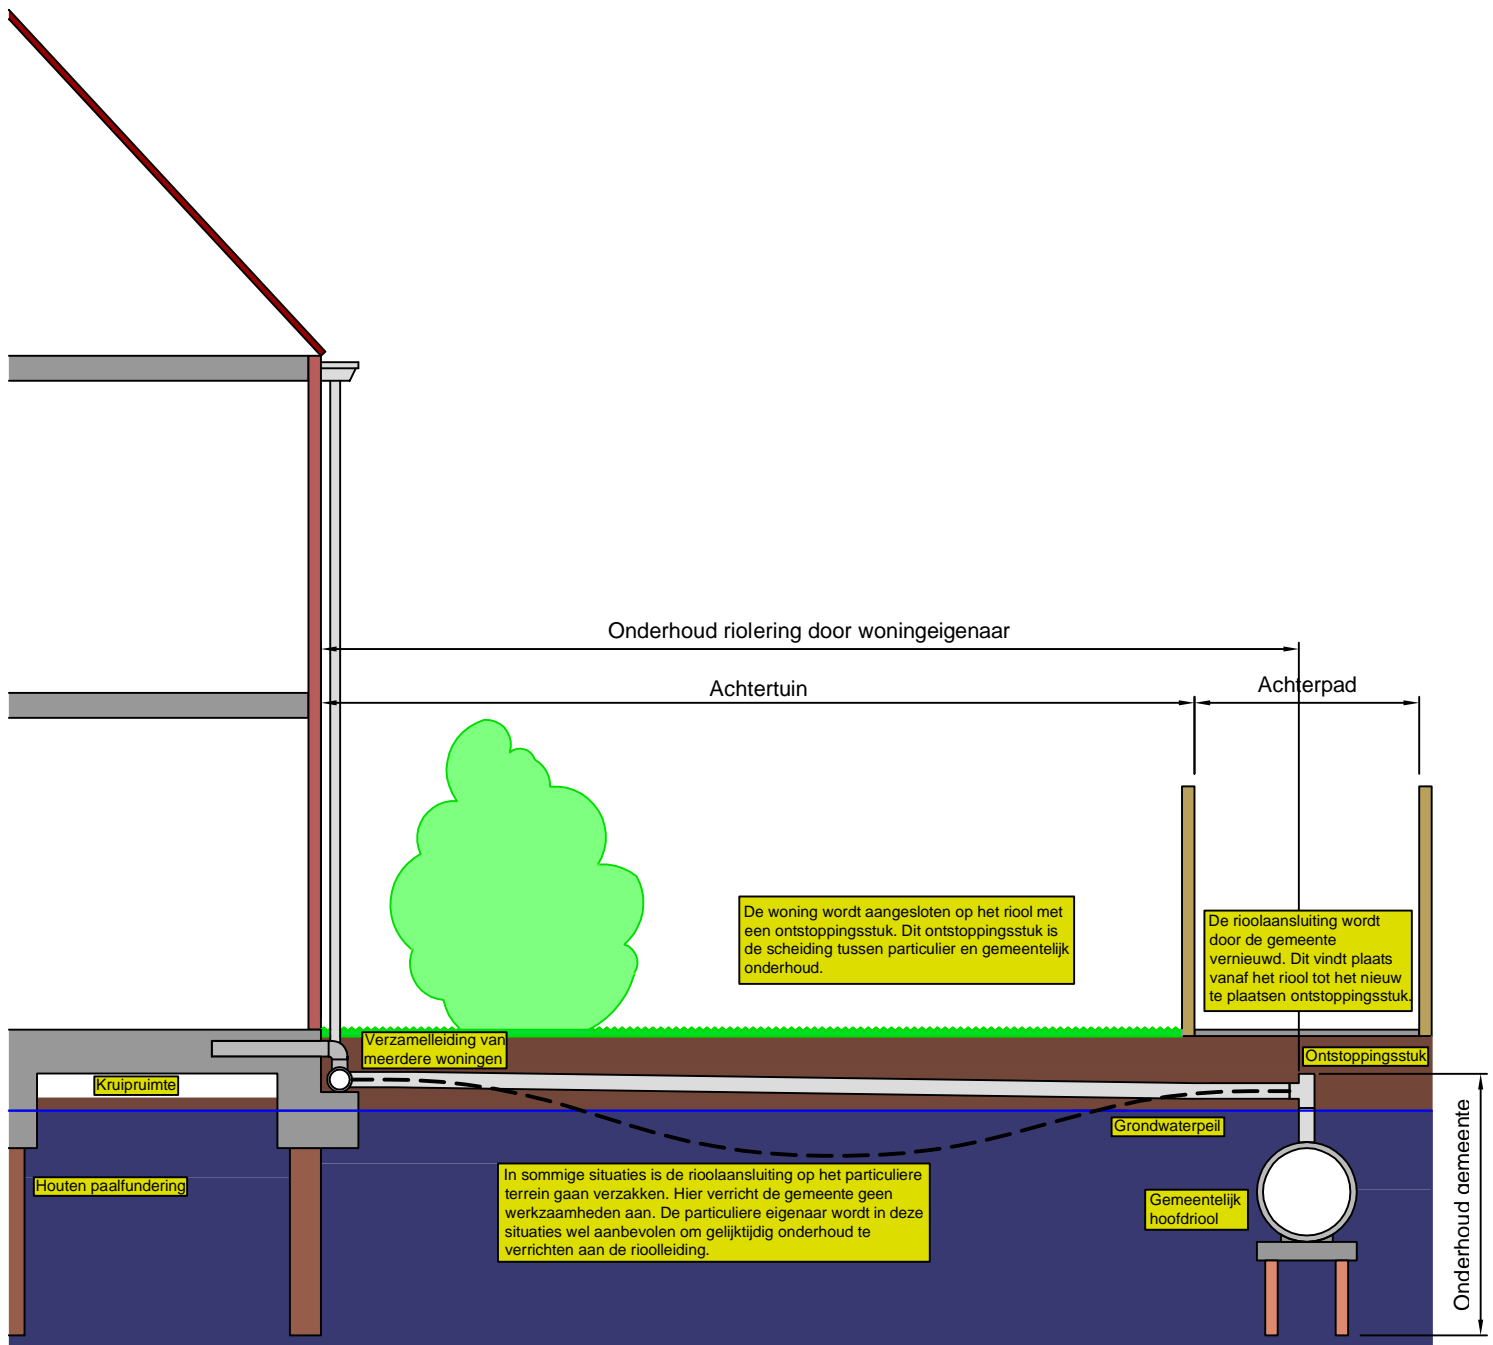 Onderhoud riolering door woningeigenaar
Achtertuin
Achterpad
De woning wordt aangesloten op het riool met
een ontstoppingsstuk. Dit ontstoppingsstuk is
de scheiding tussen particulier en gemeentelijk
onderhoud.
De rioolaansluiting wordt
door de gemeente
vernieuwd. Dit vindt plaats
vanaf het riool tot het nieuw
te plaatsen ontstoppingsstuk.
Verzamelleiding van
meerdere woningen
Ontstoppingsstuk
Kruipruimte
Grondwaterpeil
Houten paalfundering
In sommige situaties is de rioolaansluiting op het particuliere
terrein gaan verzakken. Hier verricht de gemeente geen
werkzaamheden aan. De particuliere eigenaar wordt in deze
situaties wel aanbevolen om gelijktijdig onderhoud te
verrichten aan de rioolleiding.
Gemeentelijk
hoofdriool
Onderhoud gemeente